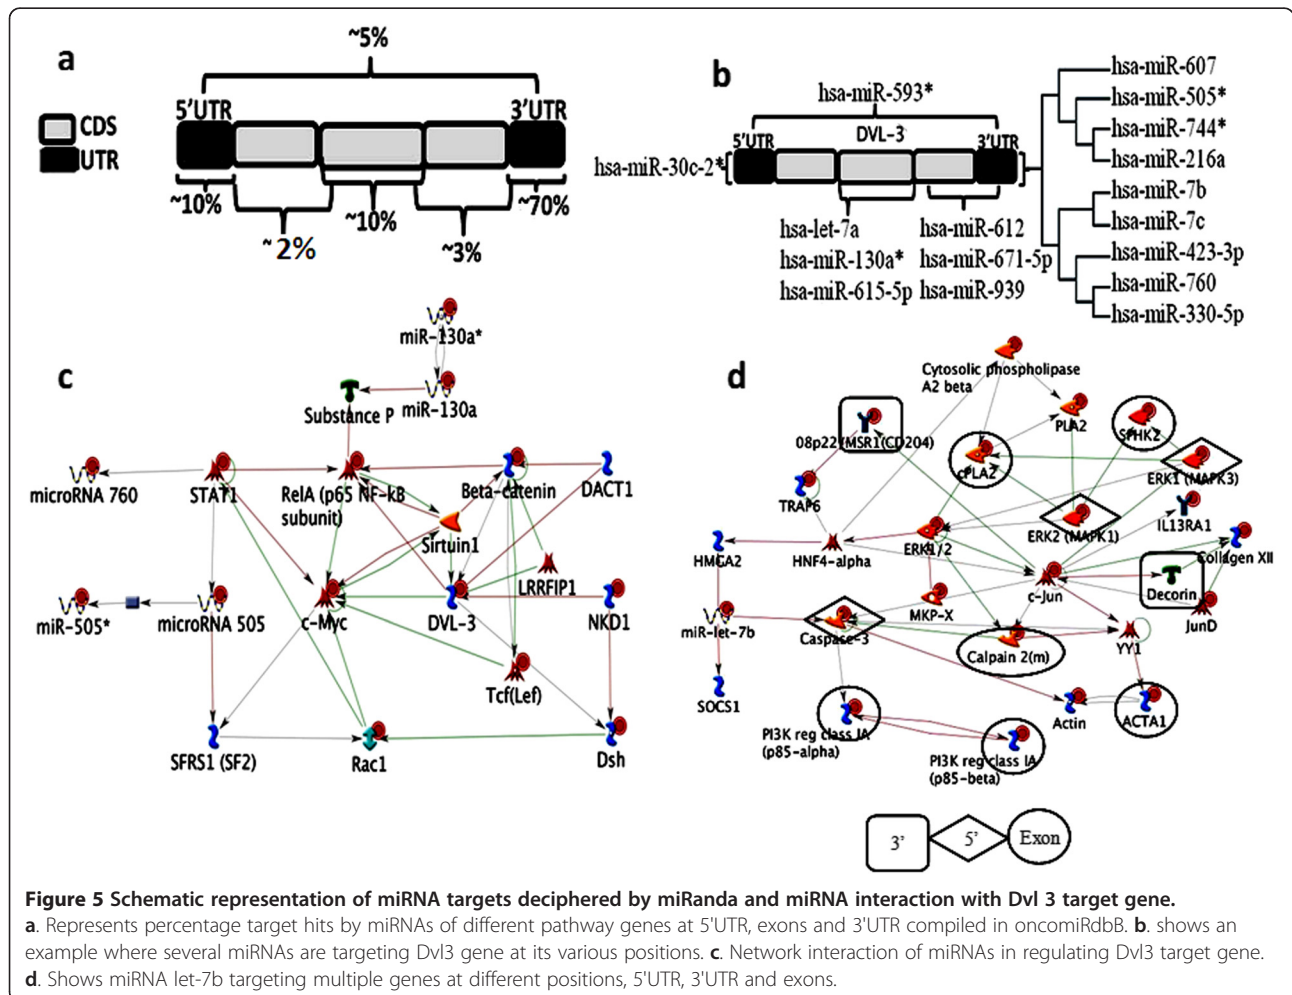 a
~5%
5'UTR
3'UTR
CDS
UTR
~10%
~10%
~70%
~2%
~3%
b
hsa-miR-593*
5'UTR
DVL-3
3'UTR
hsa-miR-30c-2*
hsa-let-7a
hsa-miR-130a*
hsa-miR-615-5p
hsa-miR-612
hsa-miR-671-5p
hsa-miR-939
hsa-miR-607
hsa-miR-505*
hsa-miR-744*
hsa-miR-216a
hsa-miR-7b
hsa-miR-7c
hsa-miR-423-3p
hsa-miR-760
hsa-miR-330-5p
c
miR-130a*
miR-130a
Substance P
microRNA 760
STAT1
RelA (p65 NF-kB
subunit)
Beta-catenin
DACT1
Sirtuin1
LRRFIP1
miR-505*
microRNA 505
c-Myc
DVL-3
NKD1
Tcf(Lef)
SFRS1 (SF2)
Rac1
Dsh
d
Cytosolic phospholipase
A2 beta
PLA2
SPHK2
08p22 (MSR1(CD204)
cPLA2
ERK1 (MAPK3)
TRAF6
IL13RA1
ERK2 (MAPK1)
HMGA2
HNF4-alpha
ERK1/2
Collagen XII
c-Jun
Decorin
JunD
miR-let-7b
Caspase-3
MKP-X
Calpain 2(m)
YY1
SOCS1
Actin
ACTA1
PI3K reg class IA
(p85-alpha)
PI3K reg class IA
(p85-beta)
3'
5'
Exon
Figure 5 Schematic representation of miRNA targets deciphered by miRanda and miRNA interaction with Dvl 3 target gene.
a. Represents percentage target hits by miRNAs of different pathway genes at 5'UTR, exons and 3'UTR compiled in oncomiRdbB. b. shows an
example where several miRNAs are targeting Dvl3 gene at its various positions. c. Network interaction of miRNAs in regulating Dvl3 target gene.
d. Shows miRNA let-7b targeting multiple genes at different positions, 5'UTR, 3'UTR and exons.